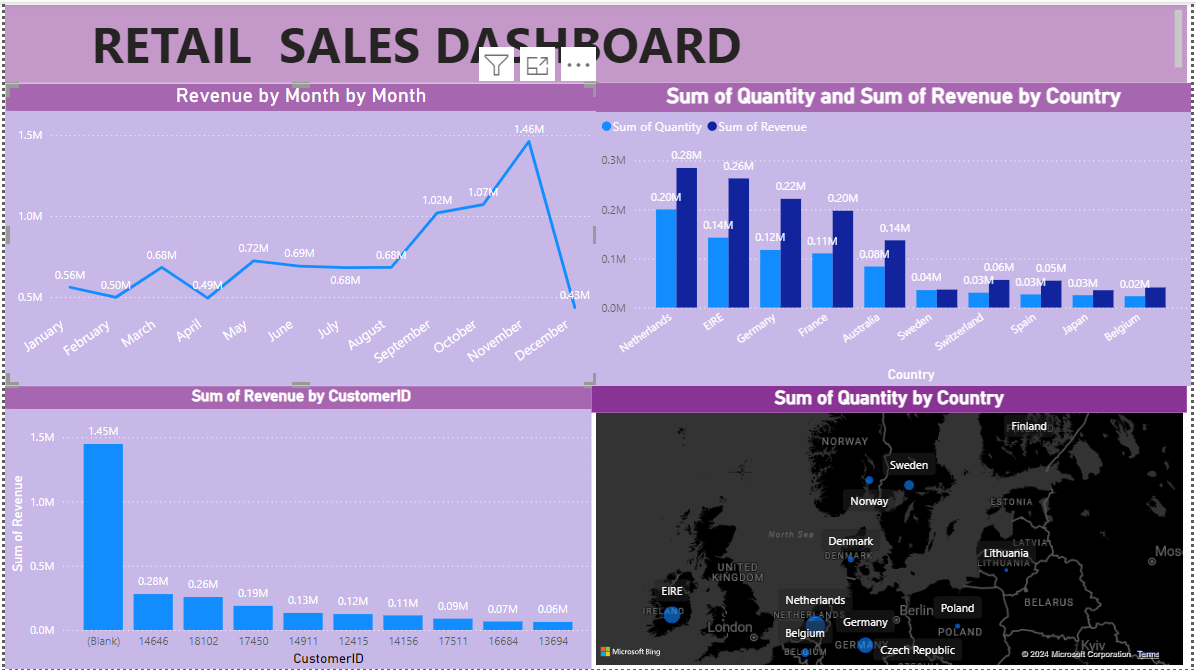 RETAIL  SALES DASHBOARD
Revenue by Month by Month
1.5M
1.0M
0.5M
0.56M
0.50M
0.68M
0.49M
0.72M
0.69M
0.68M
0.68M
1.02M
1.07M
1.46M
0.43M
January
February
March
April
May
June
July
August
September
October
November
December
Sum of Quantity and Sum of Revenue by Country
Sum of Quantity
Sum of Revenue
0.3M
0.2M
0.1M
0.0M
0.20M
0.28M
0.14M
0.26M
0.12M
0.22M
0.11M
0.20M
0.08M
0.14M
0.04M
0.03M
0.06M
0.03M
0.05M
0.03M
0.02M
Netherlands
EIRE
Germany
France
Australia
Sweden
Switzerland
Spain
Japan
Belgium
Country
Sum of Revenue by CustomerID
Sum of Revenue
1.5M
1.0M
0.5M
0.0M
1.45M
0.28M
0.26M
0.19M
0.13M
0.12M
0.11M
0.09M
0.07M
0.06M
(Blank)
14646
18102
17450
14911
12415
14156
17511
16684
13694
CustomerID
Sum of Quantity by Country
Finland
NORWAY
Sweden
Norway
ESTONIA
North Sea
Denmark
DENMARK
LATVIA
Lithuania
LITHUANIA
Mos
UNITED
KINGDOM
EIRE
IRELAND
Netherlands
NETHERLANDS
Berlin
Poland
POLAND
BELARUS
London
Belgium
BELGIUM
Germany
GERMANY
Czech Republic
Kyiv
Microsoft Bing
© 2024 Microsoft Corporation
Terms